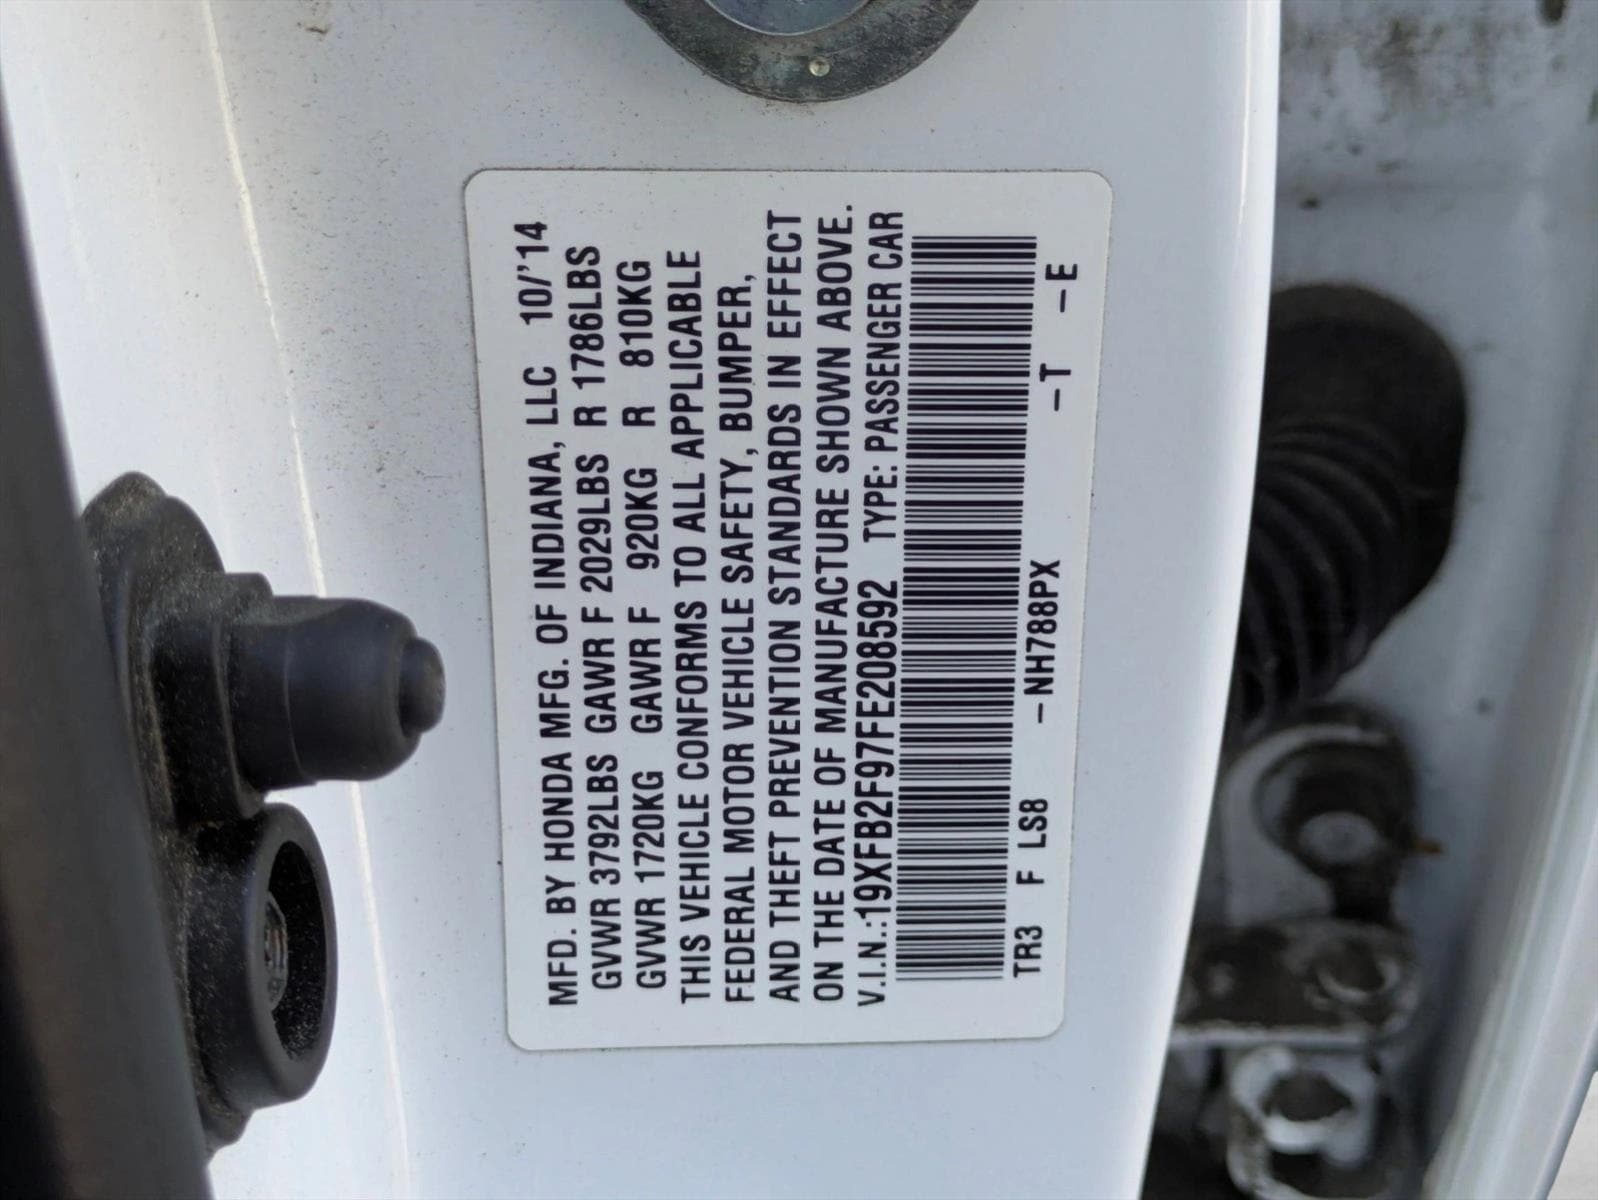 MFD. BY HONDA MFG. OF INDIANA, LLC 10/'14
GVWR 3792LBS GAWR F 2029LBS R 1786LBS
GVWR 1720KG GAWR F 920KG R 810KG
THIS VEHICLE CONFORMS TO ALL APPLICABLE
FEDERAL MOTOR VEHICLE SAFETY, BUMPER,
AND THEFT PREVENTION STANDARDS IN EFFECT
ON THE DATE OF MANUFACTURE SHOWN ABOVE.
V.I.N.:19XFB2F97FE208592 TYPE: PASSENGER CAR
TR3 F LS8 -NH788PX -T -E